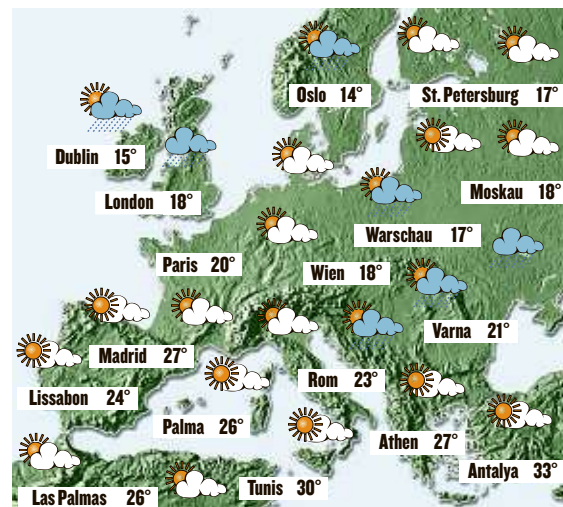 Oslo 14°
St. Petersburg 17°
Dublin 15°
London 18°
Moskau 18°
Warschau 17°
Paris 20°
Wien 18°
Varna 21°
Madrid 27°
Rom 23°
Lissabon 24°
Palma 26°
Athen 27°
Antalya 33°
Las Palmas 26°
Tunis 30°